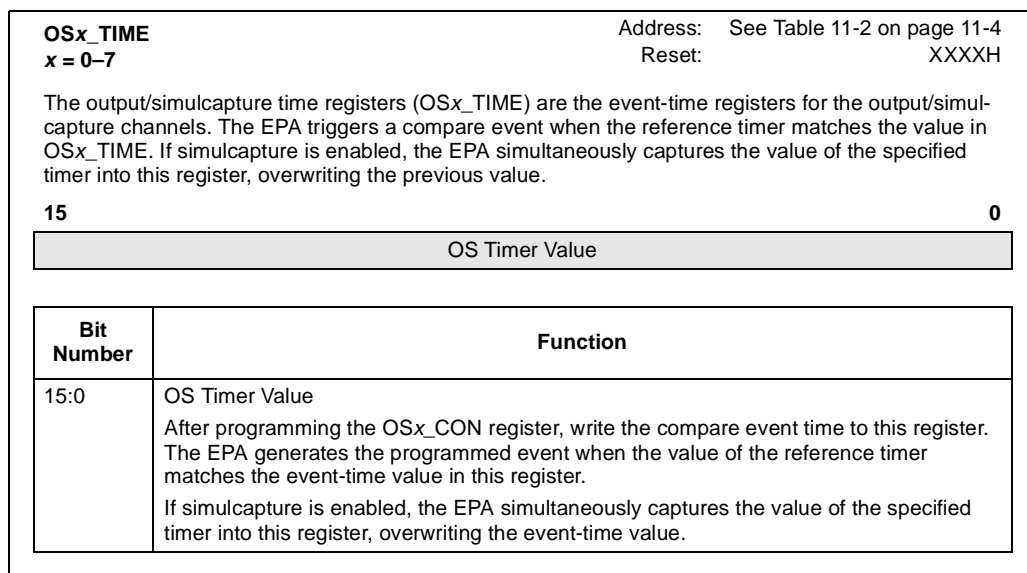 OSx_TIME
x = 0–7
Address: See Table 11-2 on page 11-4
Reset: XXXXH
The output/simulcapture time registers (OSx_TIME) are the event-time registers for the output/simul-
capture channels. The EPA triggers a compare event when the reference timer matches the value in
OSx_TIME. If simulcapture is enabled, the EPA simultaneously captures the value of the specified
timer into this register, overwriting the previous value.
15 0
OS Timer Value
Bit
Number
Function
15:0
OS Timer Value
After programming the OSx_CON register, write the compare event time to this register.
The EPA generates the programmed event when the value of the reference timer
matches the event-time value in this register.
If simulcapture is enabled, the EPA simultaneously captures the value of the specified
timer into this register, overwriting the event-time value.